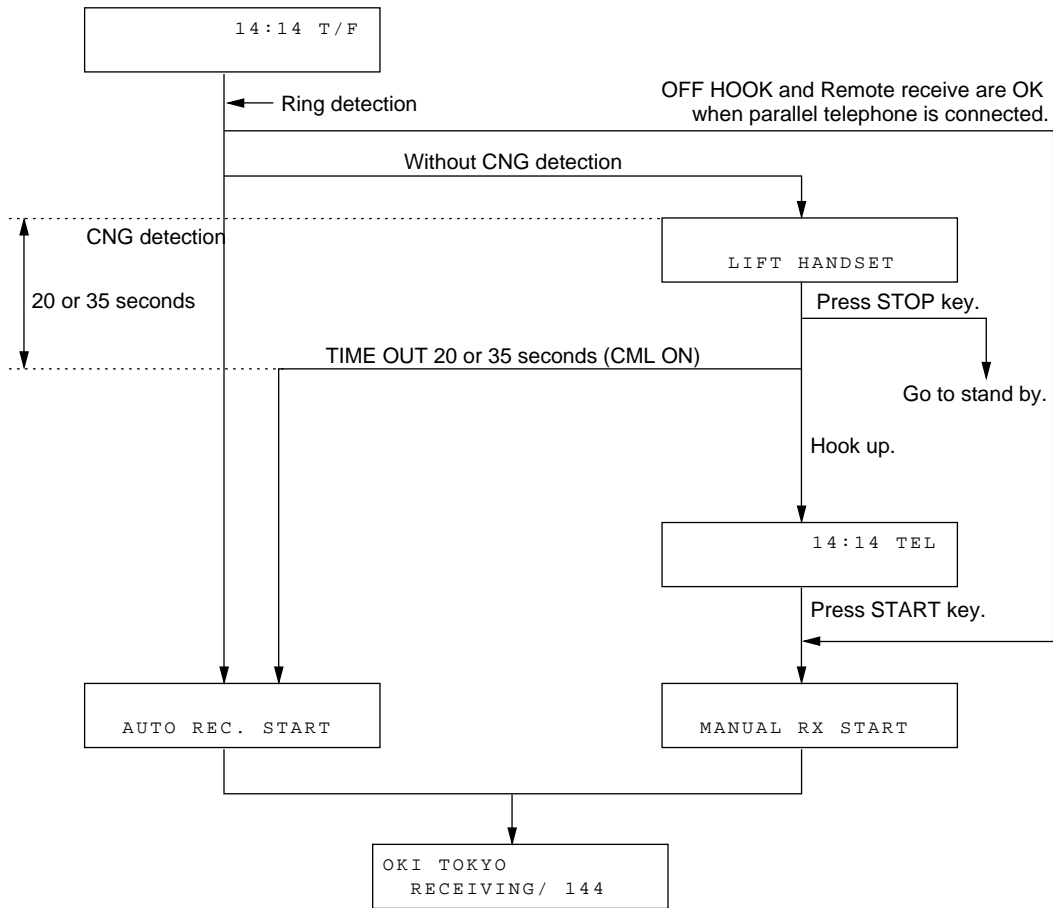 14:14 T/F
Ring detection
OFF HOOK and Remote receive are OK
when parallel telephone is connected.
Without CNG detection
CNG detection
LIFT HANDSET
20 or 35 seconds
Press STOP key.
TIME OUT 20 or 35 seconds (CML ON)
Go to stand by.
Hook up.
14:14 TEL
Press START key.
AUTO REC. START
MANUAL RX START
OKI TOKYO
RECEIVING/ 144